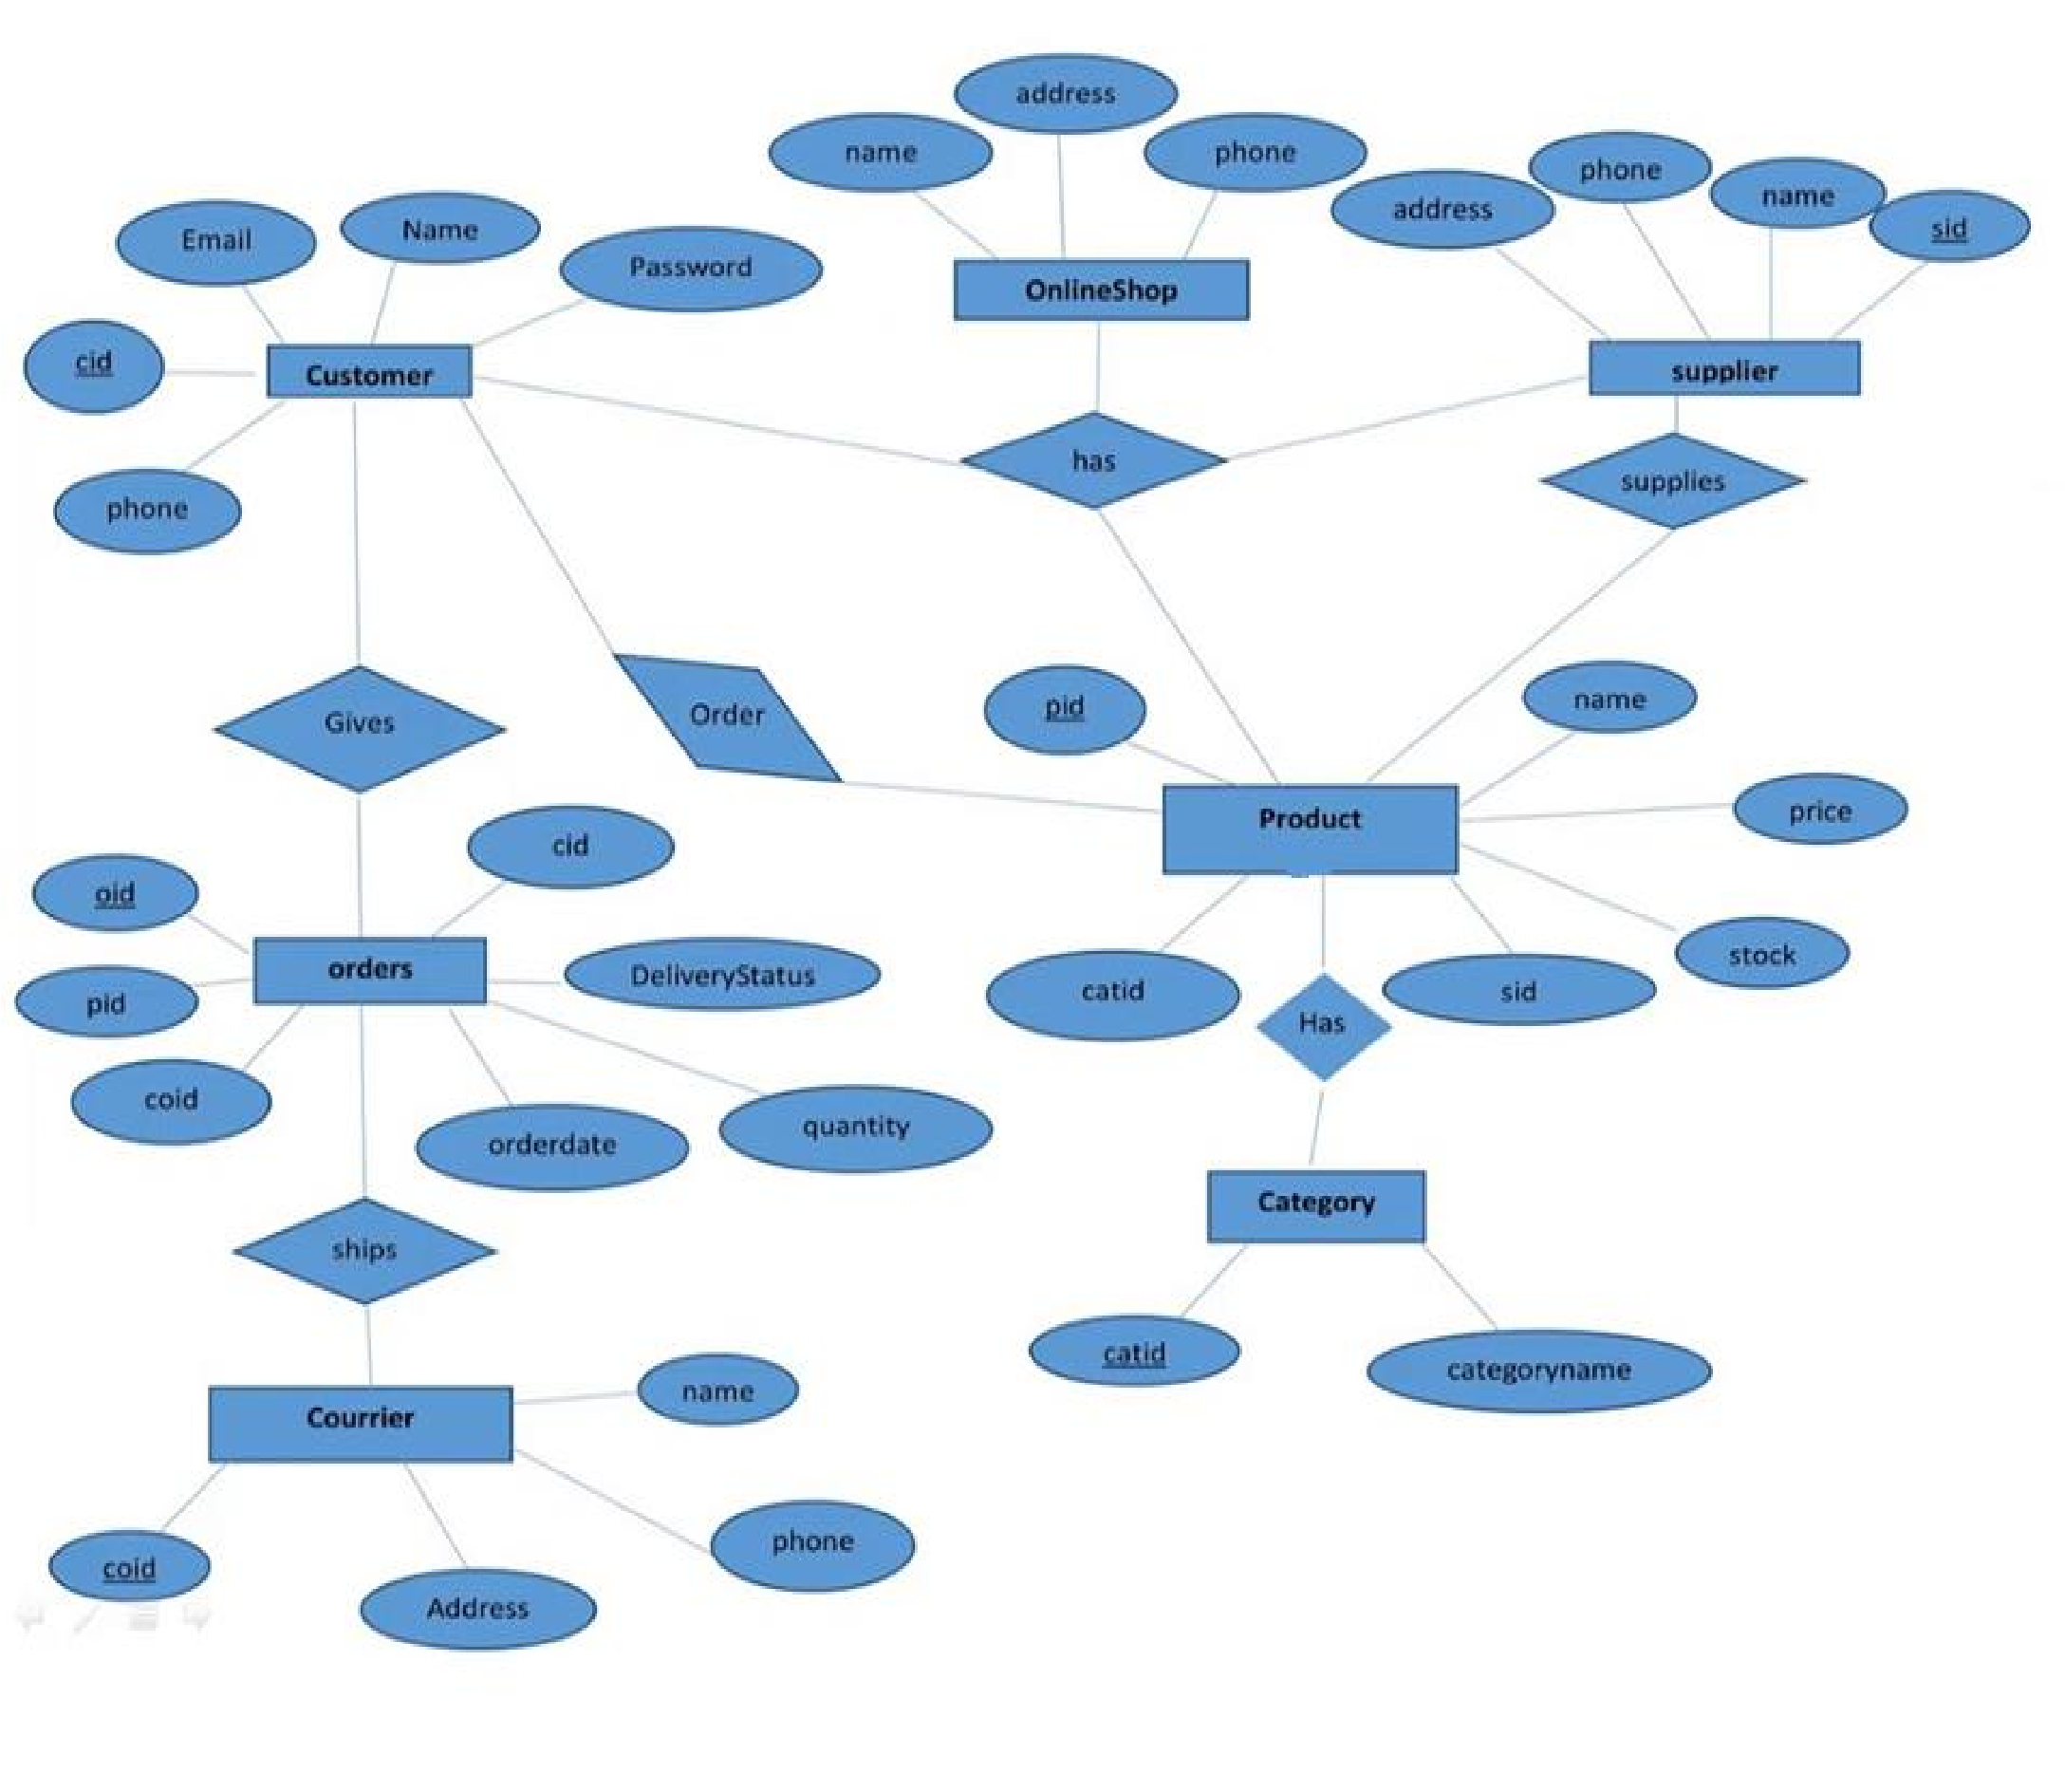 address
name
phone
phone
address
name
sid
Email
Name
Password
OnlineShop
cid
Customer
supplier
has
supplies
phone
Order
Gives
pid
name
Product
price
cid
oid
orders
DeliveryStatus
pid
catid
Has
sid
stock
coid
orderdate
quantity
Category
ships
catid
categoryname
Courrier
name
phone
coid
Address